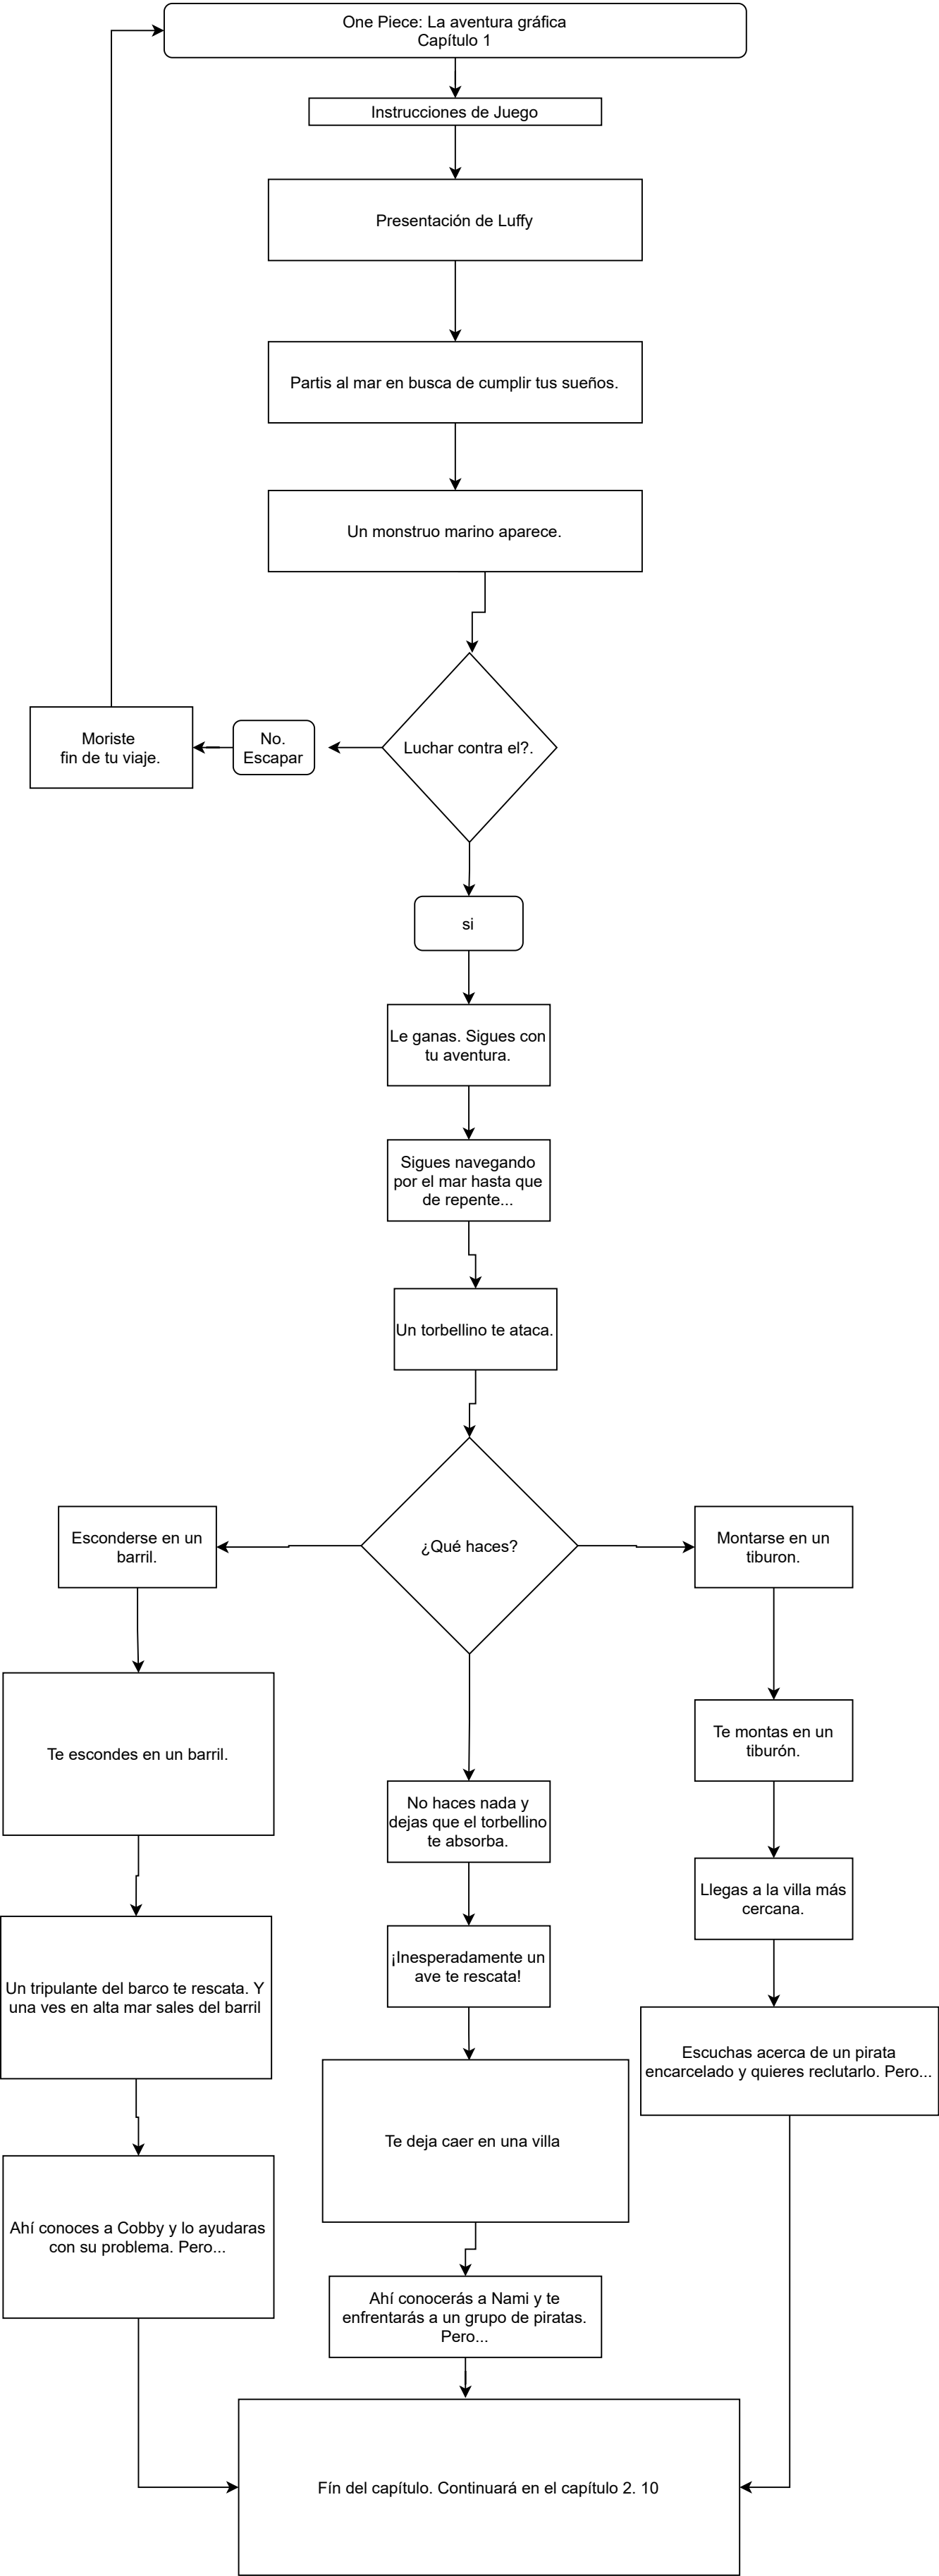 One Piece: La aventura gráfica
Capítulo 1
Instrucciones de Juego
Presentación de Luffy
Partis al mar en busca de cumplir tus sueños.
Un monstruo marino aparece.
Luchar contra el?.
No.
Escapar
Moriste
fin de tu viaje.
si
Le ganas. Sigues con
tu aventura.
Sigues navegando
por el mar hasta que
de repente...
Un torbellino te ataca.
¿Qué haces?
Esconderse en un
barril.
Te escondes en un barril.
Un tripulante del barco te rescata. Y
una ves en alta mar sales del barril
Ahí conoces a Cobby y lo ayudaras
con su problema. Pero...
No haces nada y
dejas que el torbellino
te absorba.
¡Inesperadamente un
ave te rescata!
Te deja caer en una villa
Ahí conocerás a Nami y te
enfrentarás a un grupo de piratas.
Pero...
Montarse en un
tiburon.
Te montas en un
tiburón.
Llegas a la villa más
cercana.
Escuchas acerca de un pirata
encarcelado y quieres reclutarlo. Pero...
Fín del capítulo. Continuará en el capítulo 2. 10